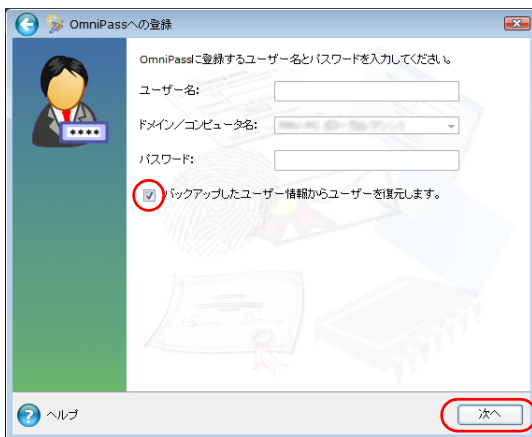 OmniPassへの登録
OmniPassに登録するユーザー名とパスワードを入力してください。
ユーザー名:
ドメイン/コンピュータ名:
パスワード:
バックアップしたユーザー情報からユーザーを復元します。
****
ヘルプ
次へ